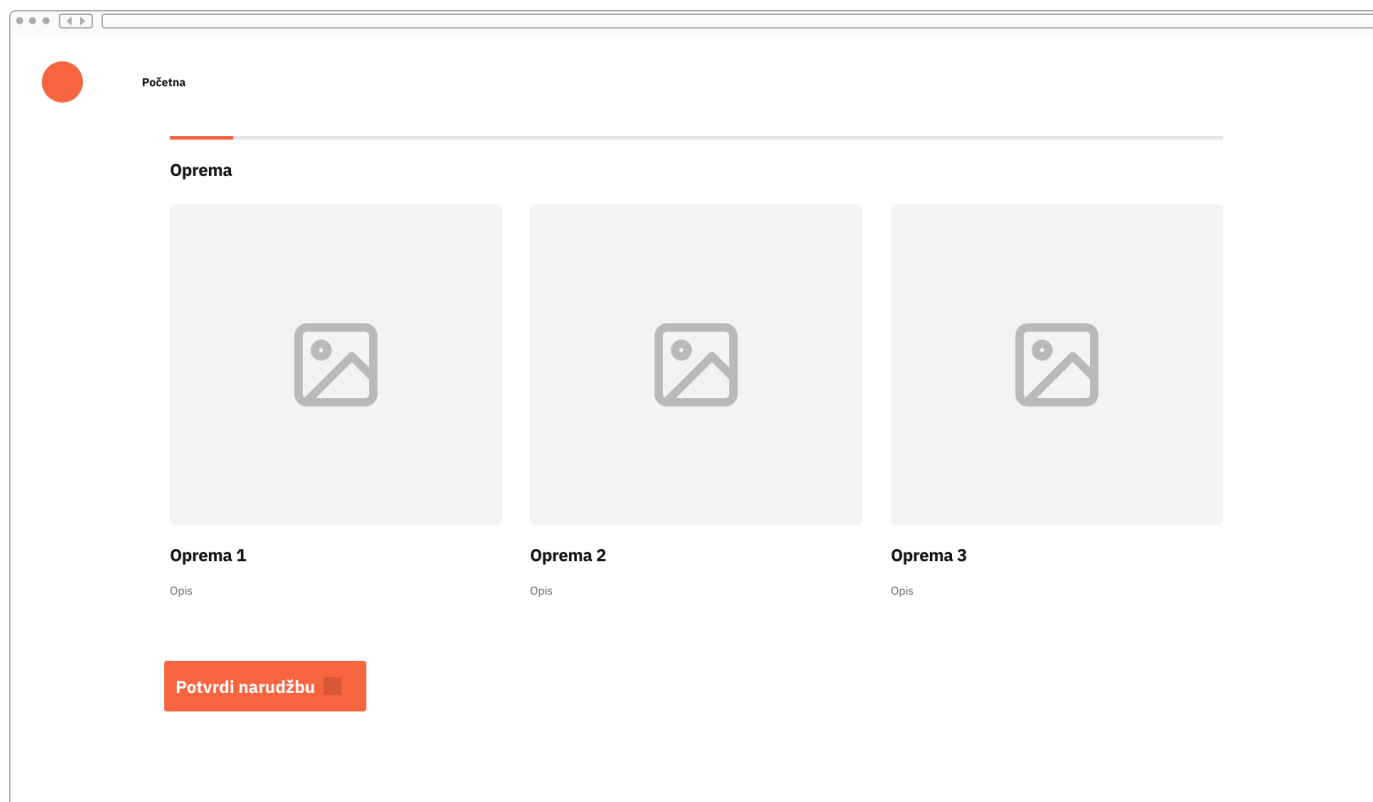 Početna
Oprema
Oprema 1
Oprema 2
Oprema 3
Opis
Opis
Opis
Potvrdi narudžbu